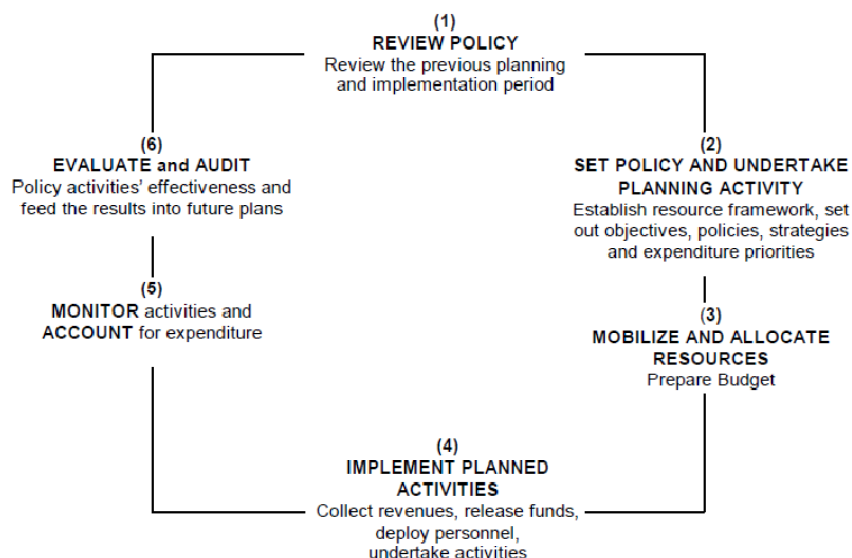 (1)
REVIEW POLICY
Review the previous planning
and implementation period
(2)
SET POLICY AND UNDERTAKE
PLANNING ACTIVITY
Establish resource framework, set
out objectives, policies, strategies
and expenditure priorities
(3)
MOBILIZE AND ALLOCATE
RESOURCES
Prepare Budget
(4)
IMPLEMENT PLANNED
ACTIVITIES
Collect revenues, release funds,
deploy personnel,
undertake activities
(5)
MONITOR activities and
ACCOUNT for expenditure
(6)
EVALUATE and AUDIT
Policy activities’ effectiveness and
feed the results into future plans